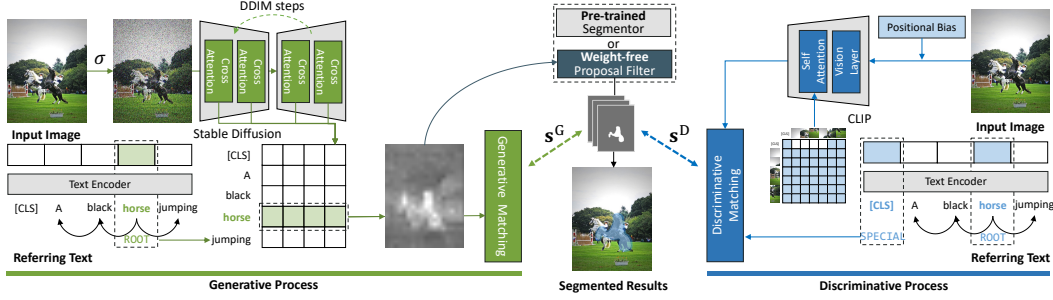 DDIM steps
σ
Cross
Attention
Cross
Attention
Cross
Attention
Cross
Attention
Input Image
Stable Diffusion
[CLS]
A
black
horse
jumping
Text Encoder
[CLS] A black horse jumping
ROOT
Referring Text
Generative
Matching
Generative Process
Pre-trained
Segmentor
or
Weight-free
Proposal Filter
s^G
s^D
Segmented Results
Discriminative
Matching
Self
Attention
Vision
Layer
CLIP
Positional Bias
Input Image
Text Encoder
[CLS] A black horse jumping
SPECIAL ROOT
Referring Text
Discriminative Process